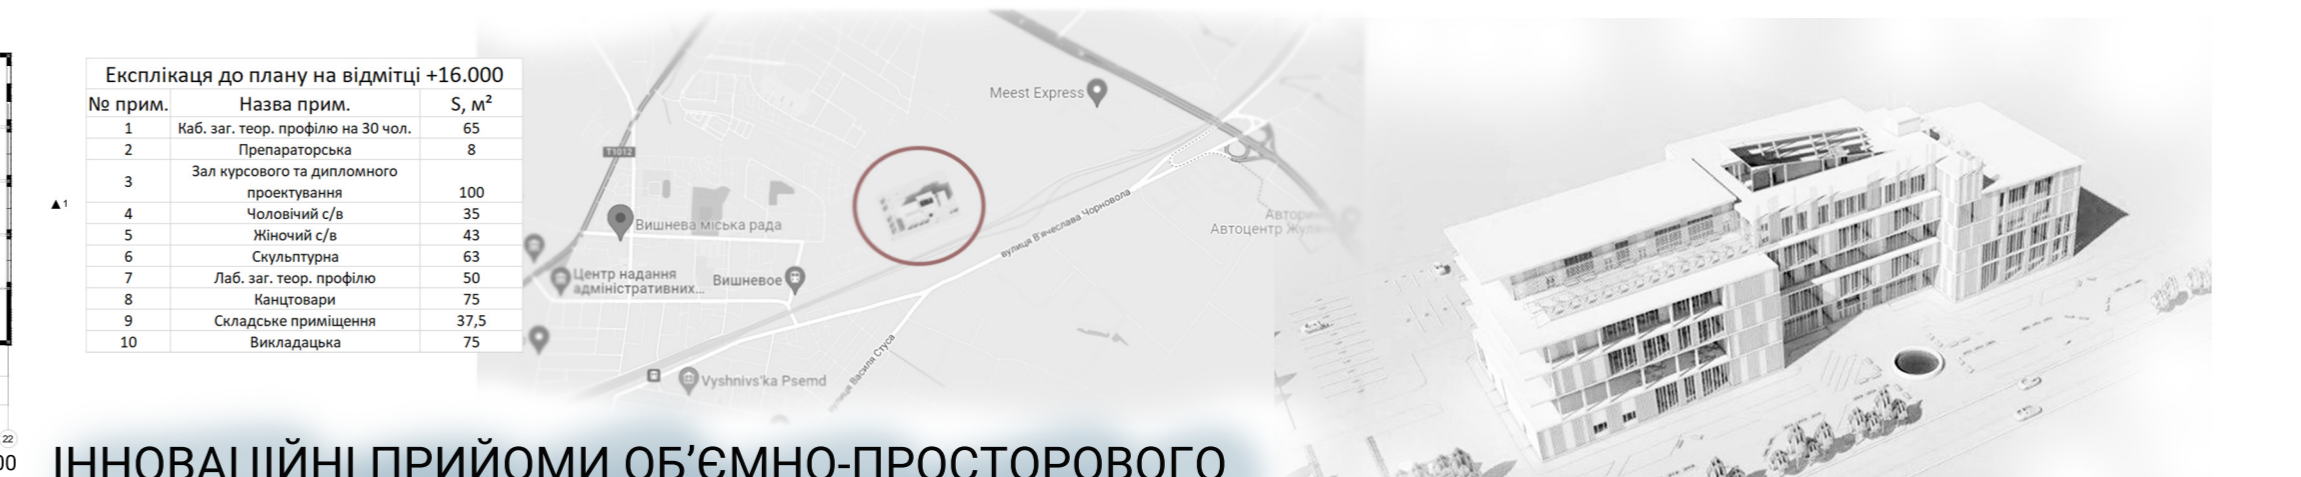 Експлікаця до плану на відмітці +16.000
№ прим. Назва прим. S, м²
1 Каб. заг. теор. профілю на 30 чол. 65
2 Препараторська 8
3 Зал курсового та дипломного
проектування 100
4 Чоловічий с/в 35
5 Жіночий с/в 43
6 Скульптурна 63
7 Лаб. заг. теор. профілю 50
8 Канцтовари 75
9 Складське приміщення 37,5
10 Викладацька 75
▲1
22
00
Meest Express
T1012
Вишнева міська рада
Центр надання
адміністративних...
Вишневое
вулиця В'ячеслава Чорновола
Автоцентр
вулиця Василя Стуса
Vyshnivs'ka Psemd
ІННОВАЦІЙНІ ПРИЙОМИ ОБ’ЄМНО-ПРОСТОРОВОГО